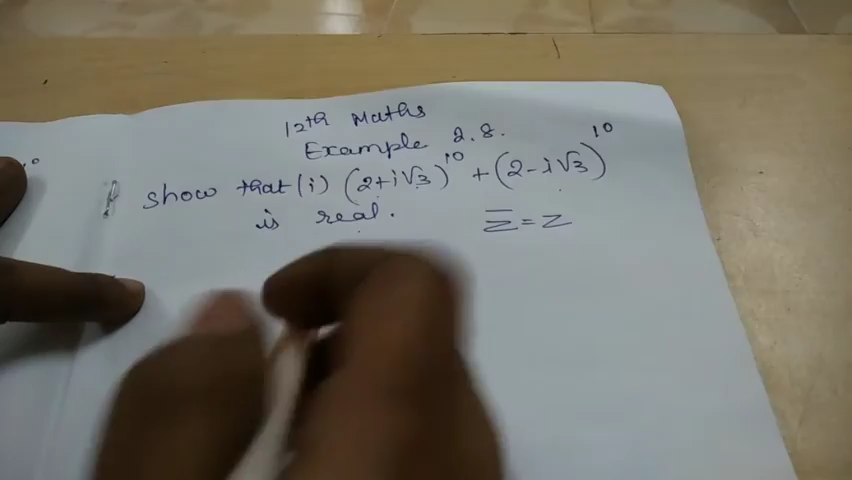 12th Maths
Example 2.8.
show that (i) (2+i√3)^10 + (2-i√3)^10
is real. z̅ = z